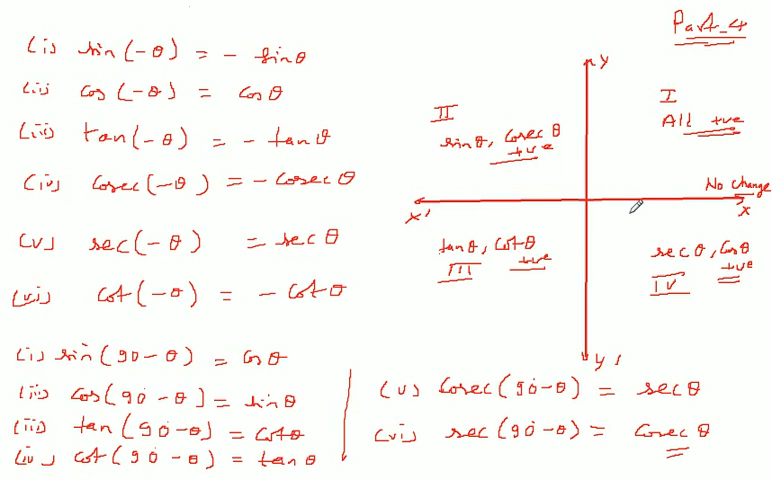 Part-4
(i) sin(-θ) = - sinθ
(ii) cos(-θ) = cosθ
(iii) tan(-θ) = - tanθ
(iv) cosec(-θ) = - cosecθ
(v) sec(-θ) = secθ
(vi) cot(-θ) = - cotθ
(i) sin(90-θ) = cosθ
(ii) cos(90-θ) = sinθ
(iii) tan(90-θ) = cotθ
(iv) cot(90-θ) = tanθ
(v) cosec(90-θ) = secθ
(vi) sec(90-θ) = cosecθ
Y
II
sinθ, cosecθ
+ve
I
All +ve
No change
X'
X
tanθ, cotθ
III +ve
secθ, cosθ
+ve
IV
Y'